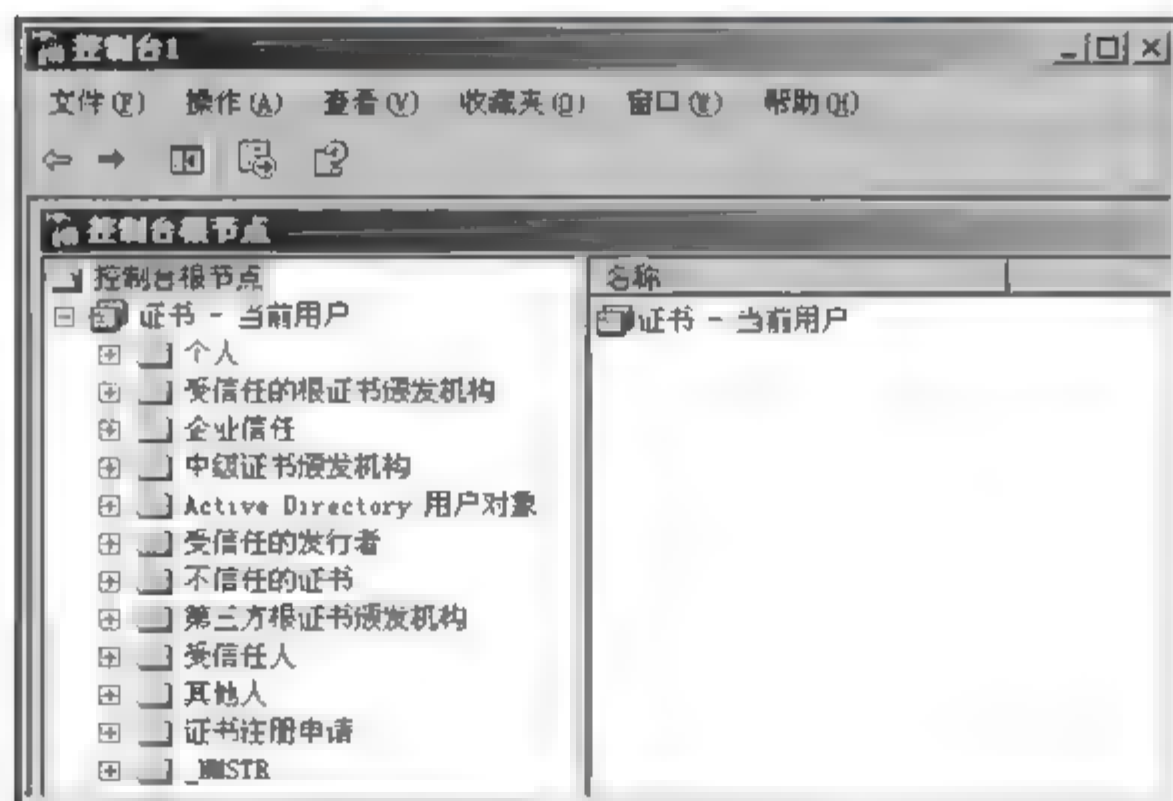 控制台1
文件(F) 操作(A) 查看(V) 收藏夹(O) 窗口(W) 帮助(H)
控制台根节点
控制台根节点
名称
证书 - 当前用户
证书 - 当前用户
个人
受信任的根证书颁发机构
企业信任
中级证书颁发机构
Active Directory 用户对象
受信任的发行者
不信任的证书
第三方根证书颁发机构
受信任人
其他人
证书注册申请